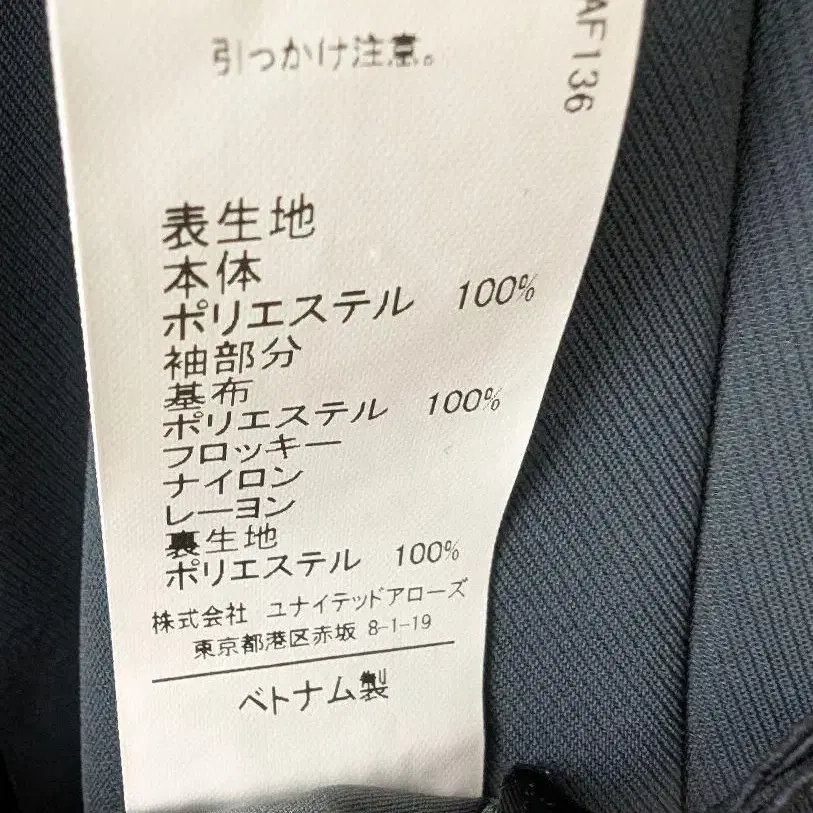 引っかけ注意。
AF136
表生地
本体
ポリエステル 100%
袖部分
基布
ポリエステル 100%
フロッキー
ナイロン
レーヨン
裏生地
ポリエステル 100%
株式会社 ユナイテッドアローズ
東京都港区赤坂 8-1-19
ベトナム製